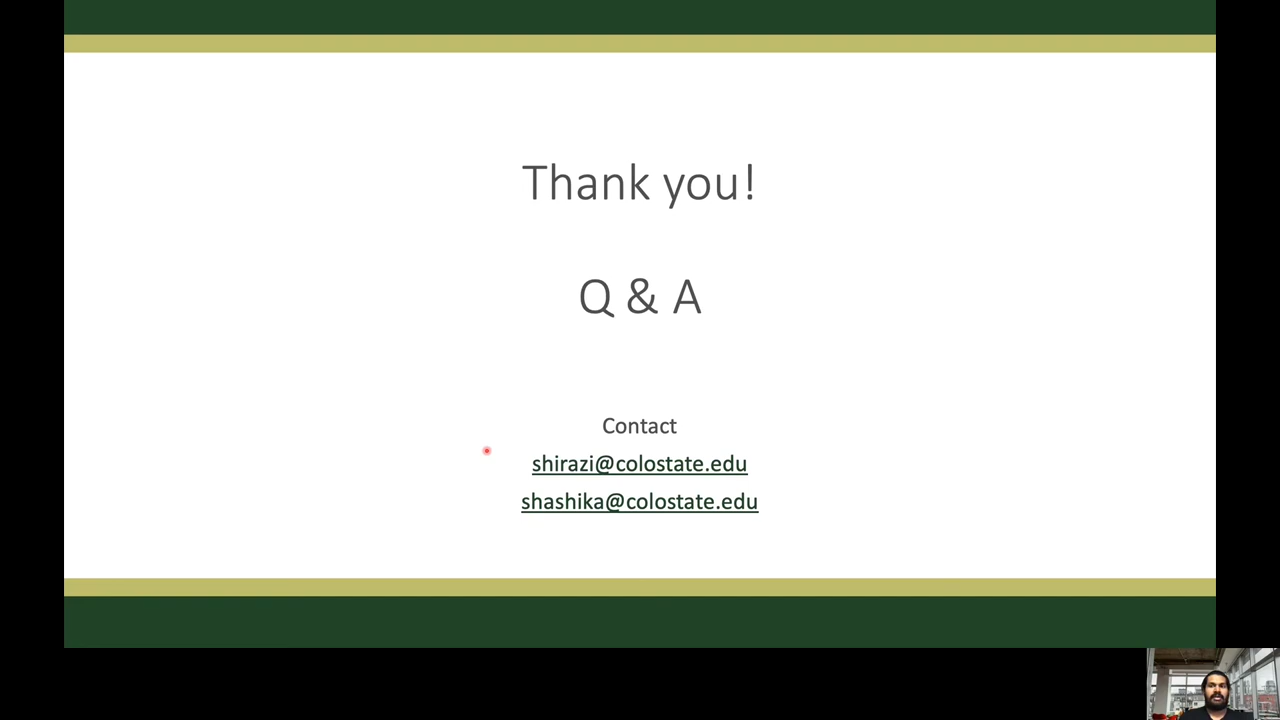 Thank you!
Q & A
Contact
shirazi@colostate.edu
shashika@colostate.edu